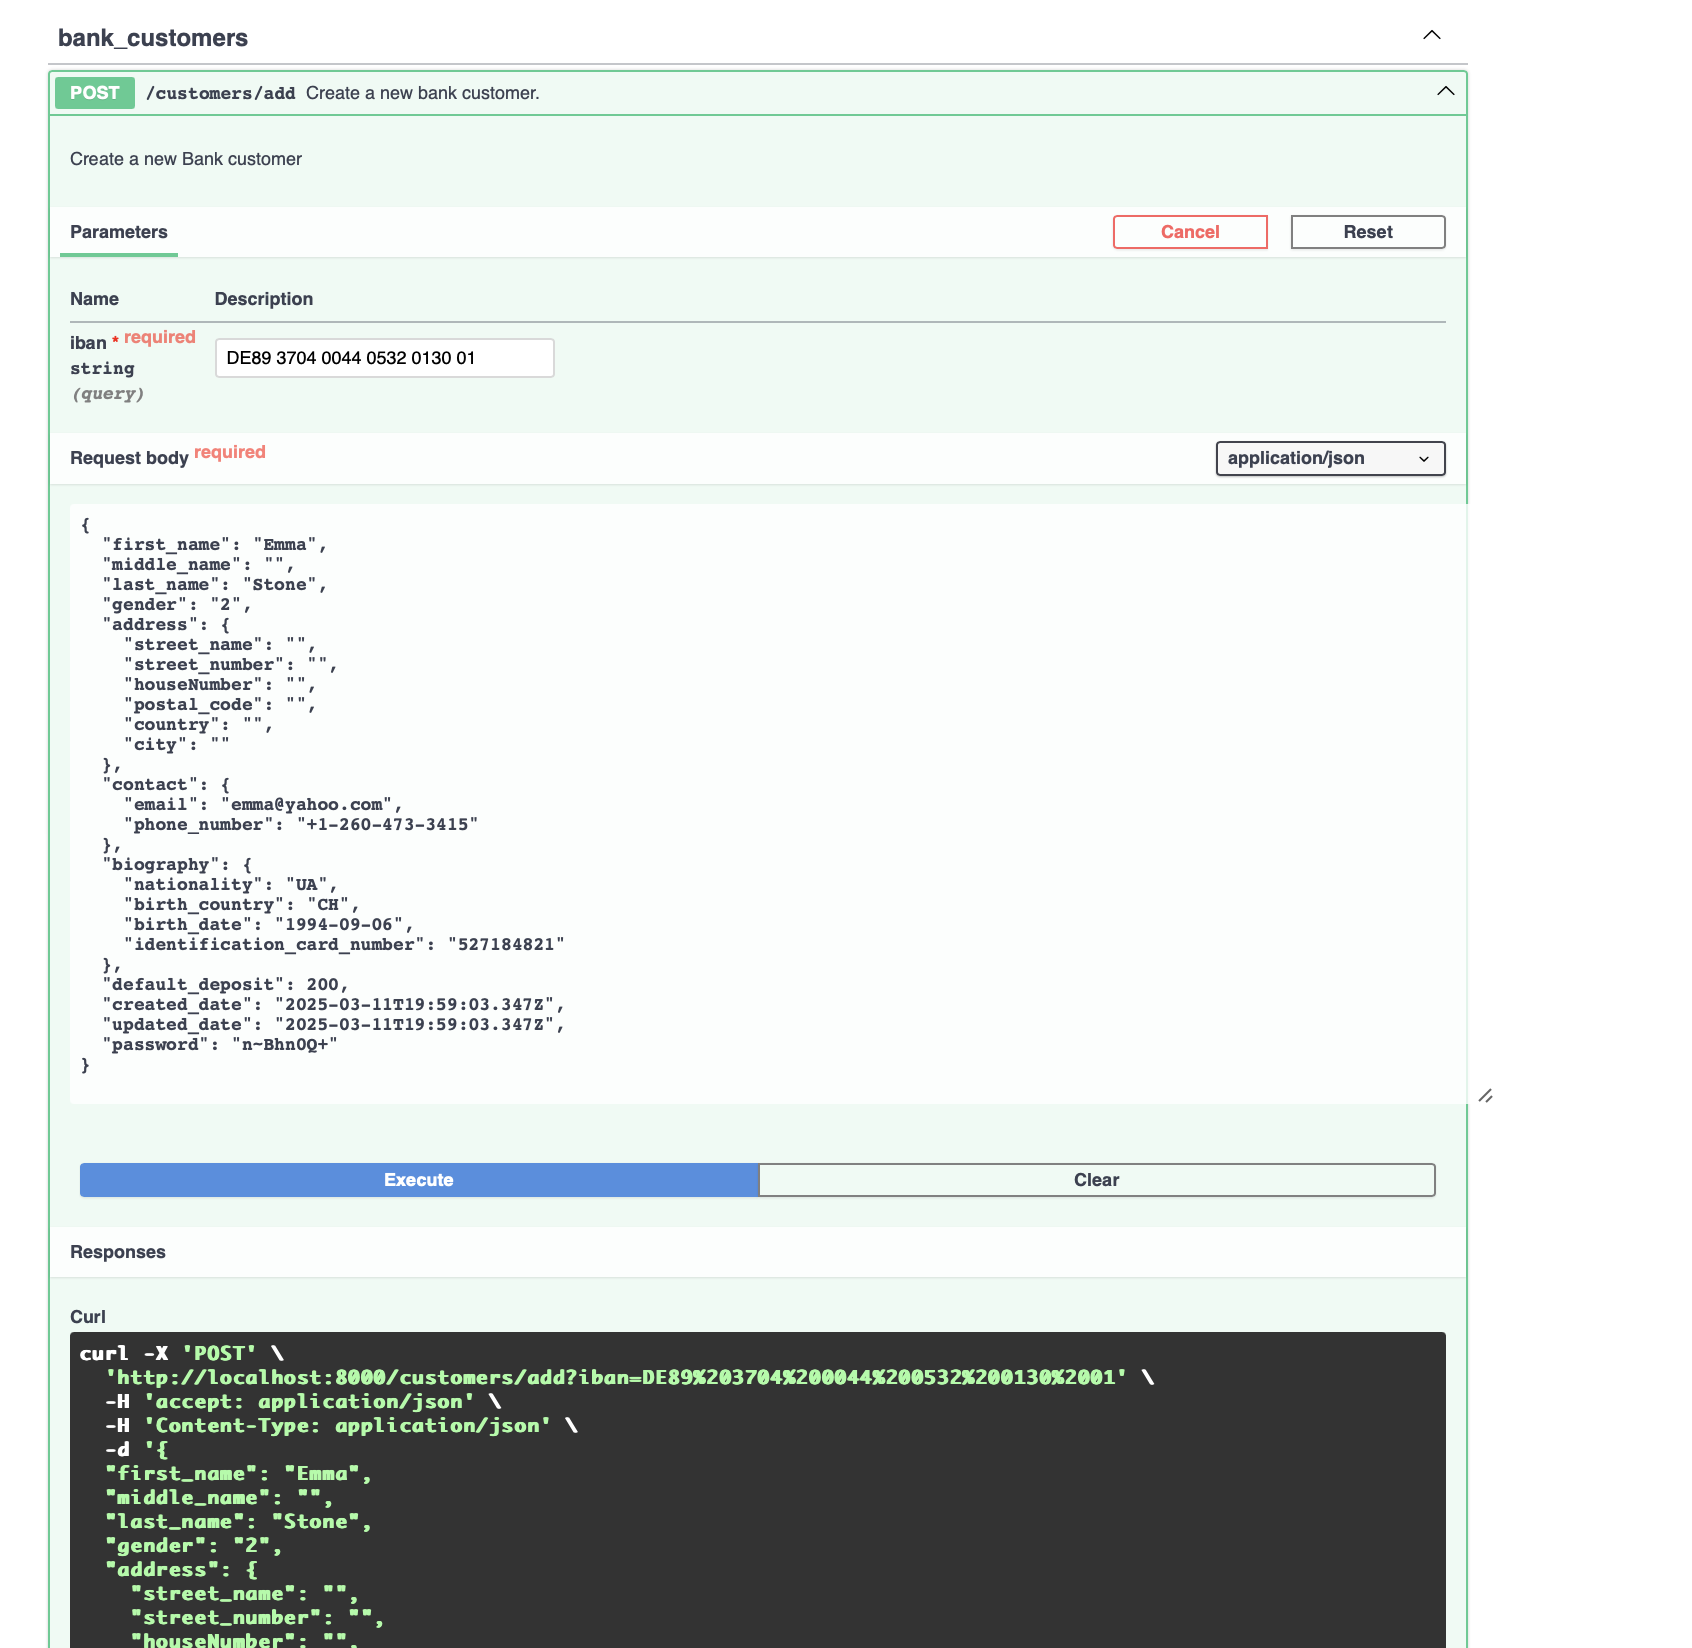 bank_customers
POST /customers/add Create a new bank customer.
Create a new Bank customer
Parameters
Cancel
Reset
Name Description
iban * required
string
(query)
DE89 3704 0044 0532 0130 01
Request body required
application/json
{
  "first_name": "Emma",
  "middle_name": "",
  "last_name": "Stone",
  "gender": "2",
  "address": {
    "street_name": "",
    "street_number": "",
    "houseNumber": "",
    "postal_code": "",
    "country": "",
    "city": ""
  },
  "contact": {
    "email": "emma@yahoo.com",
    "phone_number": "+1-260-473-3415"
  },
  "biography": {
    "nationality": "UA",
    "birth_country": "CH",
    "birth_date": "1994-09-06",
    "identification_card_number": "527184821"
  },
  "default_deposit": 200,
  "created_date": "2025-03-11T19:59:03.347Z",
  "updated_date": "2025-03-11T19:59:03.347Z",
  "password": "n~Bhn0Q+"
}
Execute
Clear
Responses
Curl
curl -X 'POST' \
  'http://localhost:8000/customers/add?iban=DE89%203704%200044%200532%200130%2001' \
  -H 'accept: application/json' \
  -H 'Content-Type: application/json' \
  -d '{
  "first_name": "Emma",
  "middle_name": "",
  "last_name": "Stone",
  "gender": "2",
  "address": {
    "street_name": "",
    "street_number": "",
    "houseNumber": "",